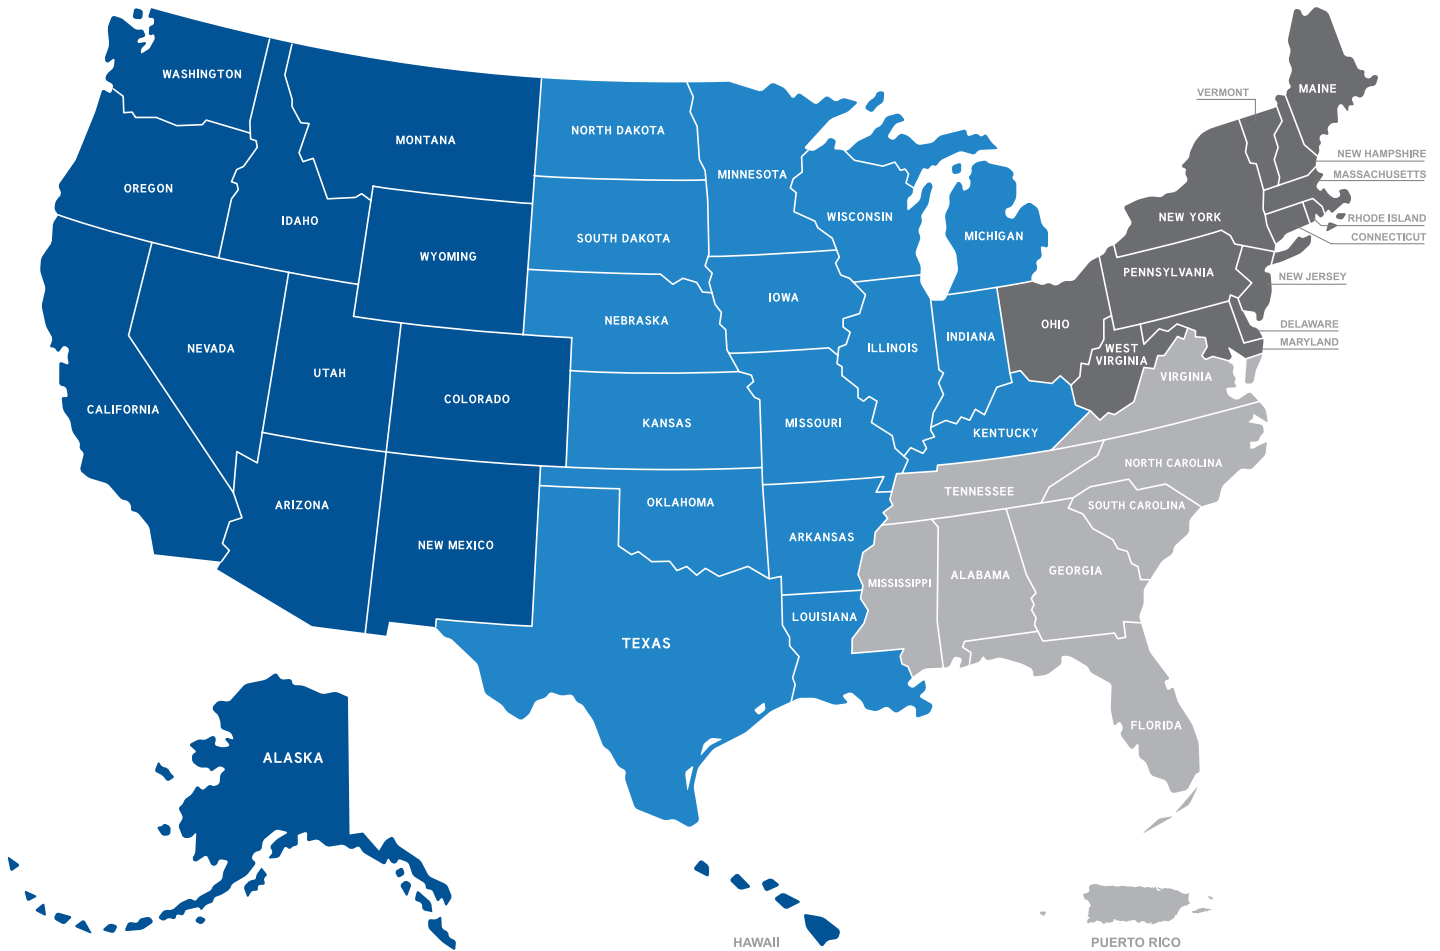 WASHINGTON
MONTANA
NORTH DAKOTA
MINNESOTA
MAINE
VERMONT
NEW HAMPSHIRE
MASSACHUSETTS
OREGON
IDAHO
WYOMING
SOUTH DAKOTA
WISCONSIN
MICHIGAN
NEW YORK
RHODE ISLAND
CONNECTICUT
PENNSYLVANIA
NEW JERSEY
NEVADA
UTAH
COLORADO
NEBRASKA
IOWA
ILLINOIS
INDIANA
OHIO
WEST
VIRGINIA
DELAWARE
MARYLAND
VIRGINIA
CALIFORNIA
KANSAS
MISSOURI
KENTUCKY
ARIZONA
NEW MEXICO
OKLAHOMA
ARKANSAS
TENNESSEE
NORTH CAROLINA
SOUTH CAROLINA
MISSISSIPPI
ALABAMA
GEORGIA
TEXAS
LOUISIANA
FLORIDA
ALASKA
HAWAII
PUERTO RICO